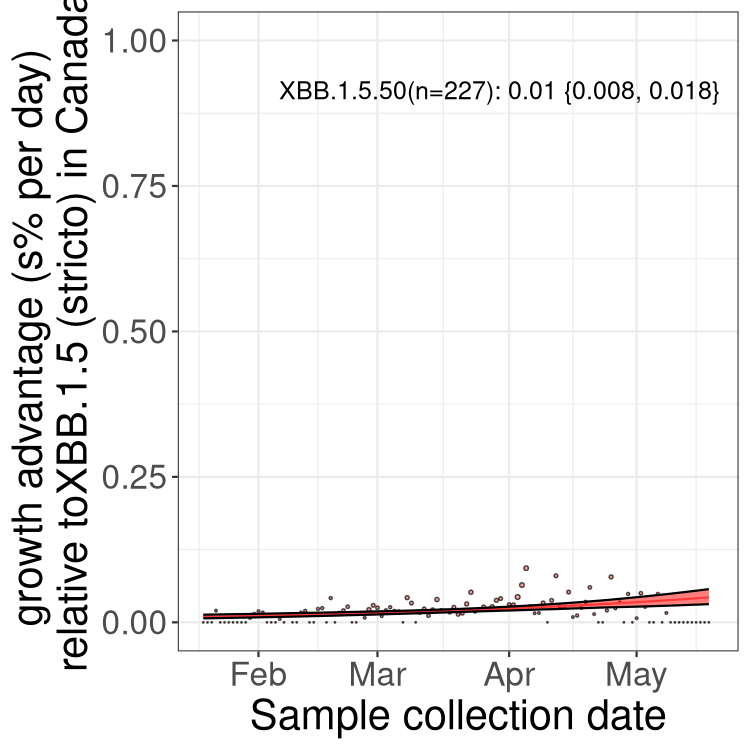 growth advantage (s% per day)
relative toXBB.1.5 (stricto) in Canada
1.00
0.75
0.50
0.25
0.00
XBB.1.5.50(n=227): 0.01 {0.008, 0.018}
Feb Mar Apr May
Sample collection date